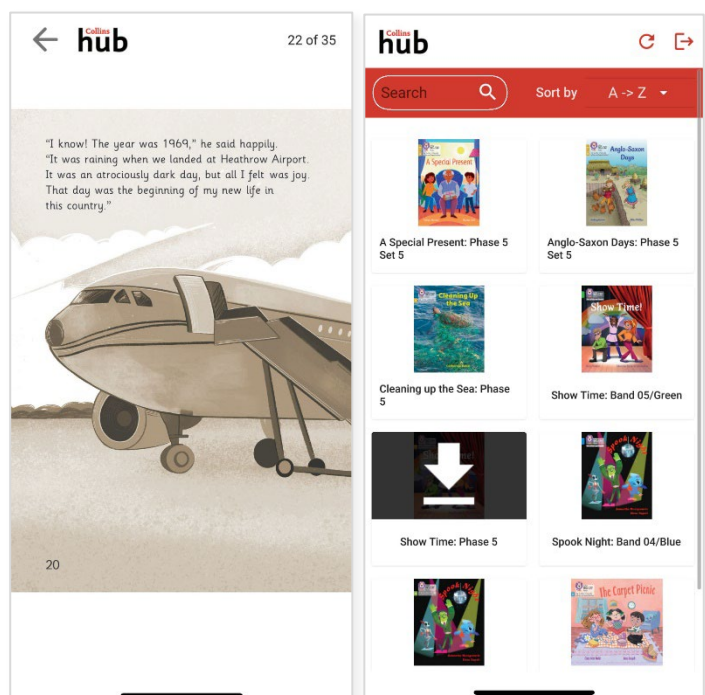 Collins
hub
22 of 35
“I know! The year was 1969,” he said happily.
“It was raining when we landed at Heathrow Airport.
It was an atrociously dark day, but all I felt was joy.
That day was the beginning of my new life in
this country.”
20
Collins
hub
Search
Sort by
A -> Z
A Special Present
A Special Present: Phase 5
Set 5
Anglo-Saxon
Days
Anglo-Saxon Days: Phase 5
Set 5
Cleaning Up
the Sea
Cleaning up the Sea: Phase
5
Show Time!
Show Time: Band 05/Green
Show Time: Phase 5
Spook Night
Spook Night: Band 04/Blue
Spook Night
The Carpet Picnic